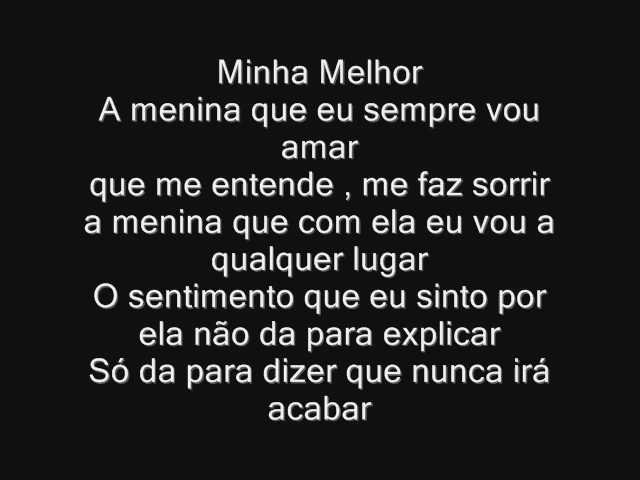 Minha Melhor
A menina que eu sempre vou
amar
que me entende , me faz sorrir
a menina que com ela eu vou a
qualquer lugar
O sentimento que eu sinto por
ela não da para explicar
Só da para dizer que nunca irá
acabar